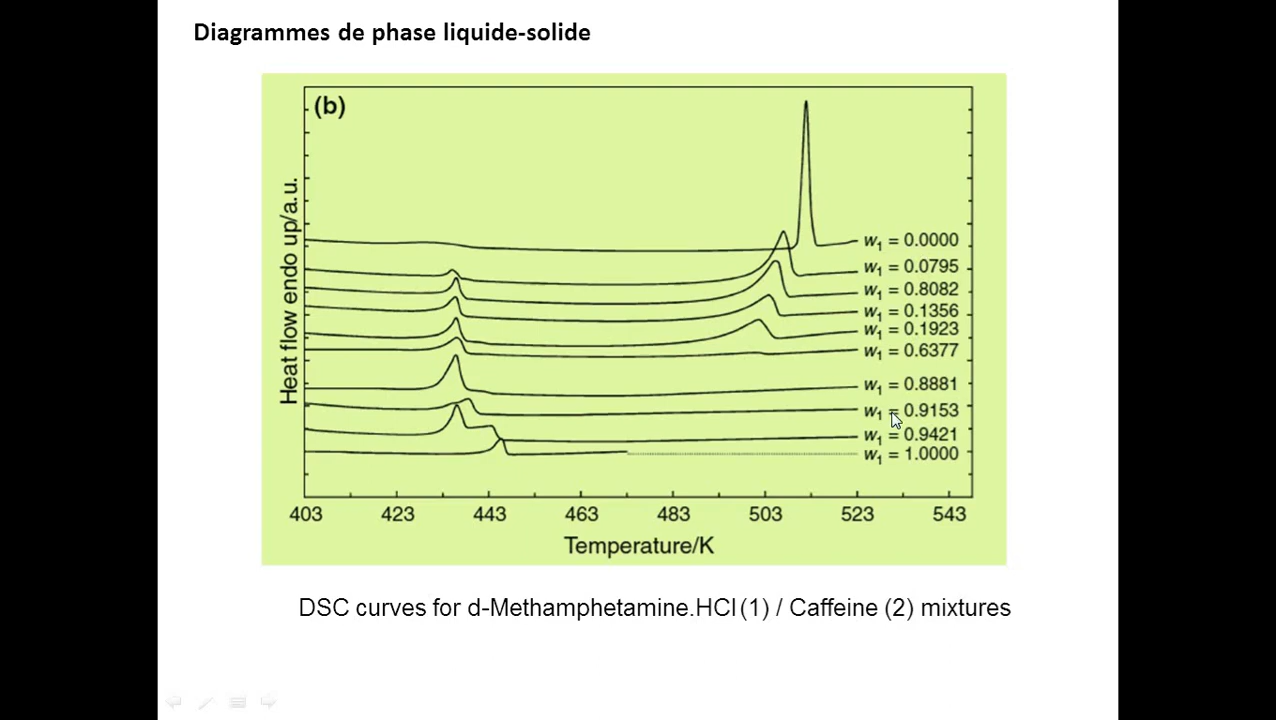 Diagrammes de phase liquide-solide
(b)
Heat flow endo up/a.u.
w₁ = 0.0000
w₁ = 0.0795
w₁ = 0.8082
w₁ = 0.1356
w₁ = 0.1923
w₁ = 0.6377
w₁ = 0.8881
w₁ = 0.9153
w₁ = 0.9421
w₁ = 1.0000
403 423 443 463 483 503 523 543
Temperature/K
DSC curves for d-Methamphetamine.HCl (1) / Caffeine (2) mixtures